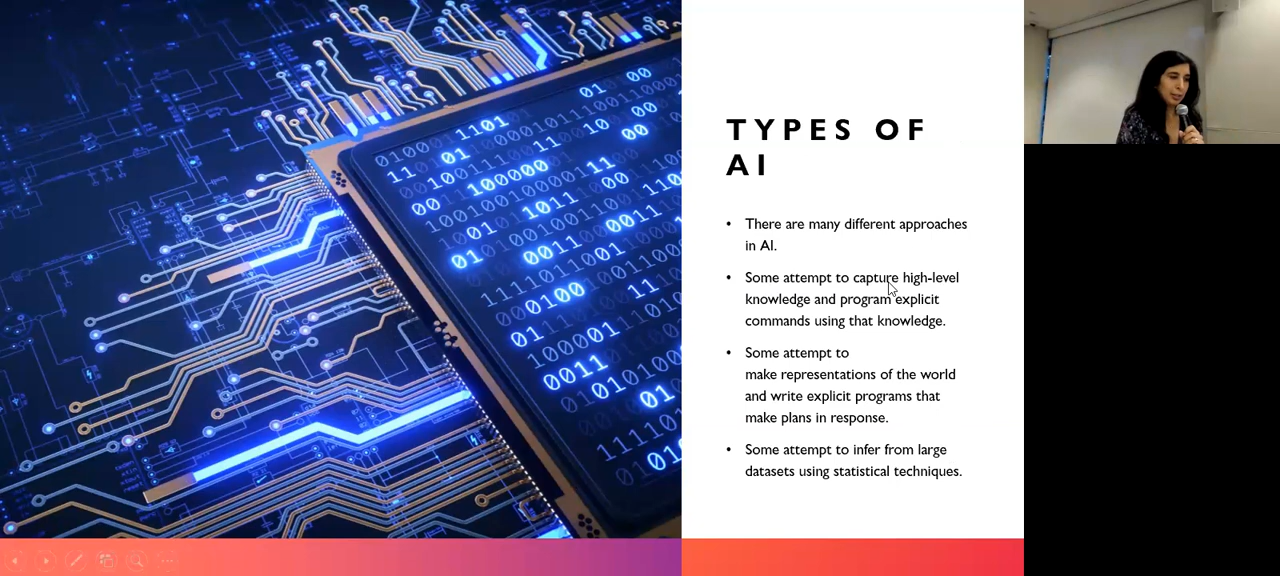 TYPES OF
AI
• There are many different approaches
in AI.
• Some attempt to capture high-level
knowledge and program explicit
commands using that knowledge.
• Some attempt to
make representations of the world
and write explicit programs that
make plans in response.
• Some attempt to infer from large
datasets using statistical techniques.